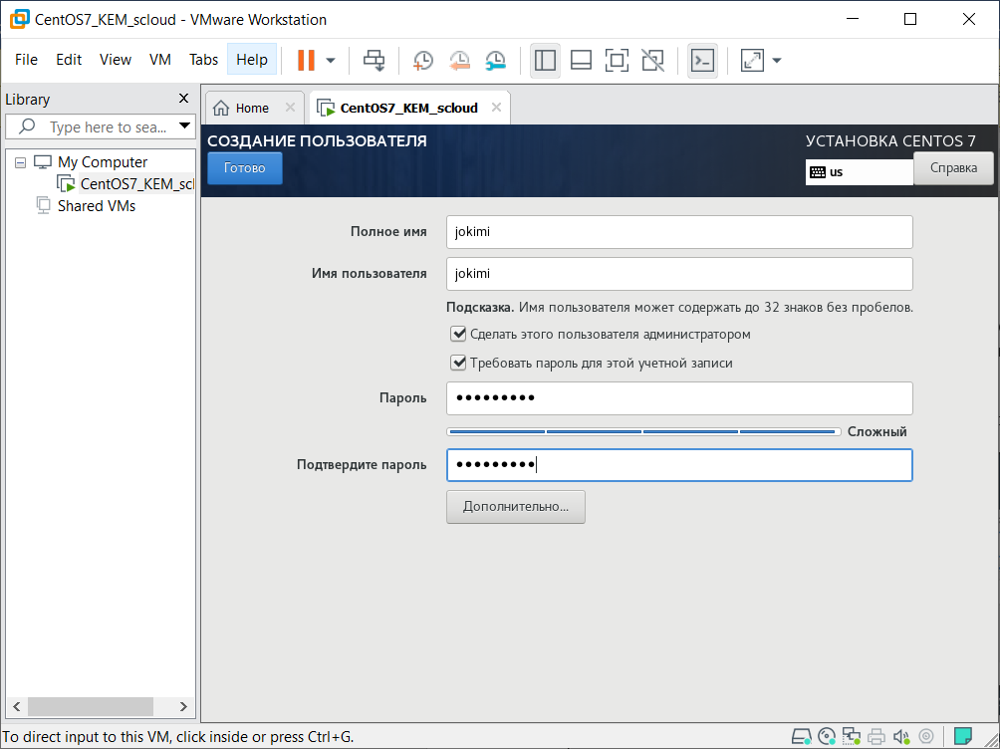 CentOS7_KEM_scloud - VMware Workstation
File Edit View VM Tabs Help
Library
Type here to sea...
My Computer
CentOS7_KEM_scl
Shared VMs
Home
CentOS7_KEM_scloud
СОЗДАНИЕ ПОЛЬЗОВАТЕЛЯ
УСТАНОВКА CENTOS 7
Готово
us
Справка
Полное имя
jokimi
Имя пользователя
jokimi
Подсказка. Имя пользователя может содержать до 32 знаков без пробелов.
Сделать этого пользователя администратором
Требовать пароль для этой учетной записи
Пароль
•••••••••
Сложный
Подтвердите пароль
•••••••••
Дополнительно...
To direct input to this VM, click inside or press Ctrl+G.